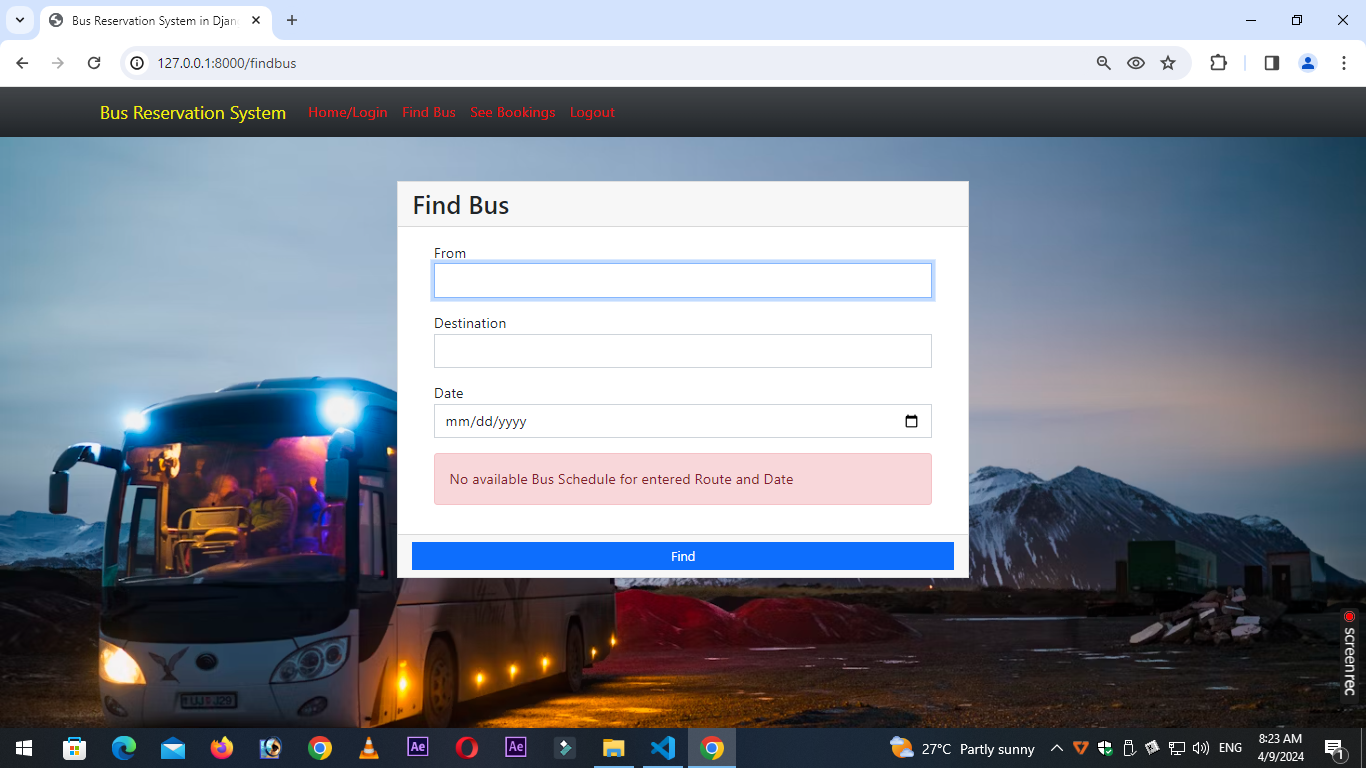 Bus Reservation System in Djan
127.0.0.1:8000/findbus
Bus Reservation System Home/Login Find Bus See Bookings Logout
Find Bus
From
Destination
Date
mm/dd/yyyy
No available Bus Schedule for entered Route and Date
Find
screenrec
Ae
Ae
27°C Partly sunny
ENG
8:23 AM
4/9/2024
1